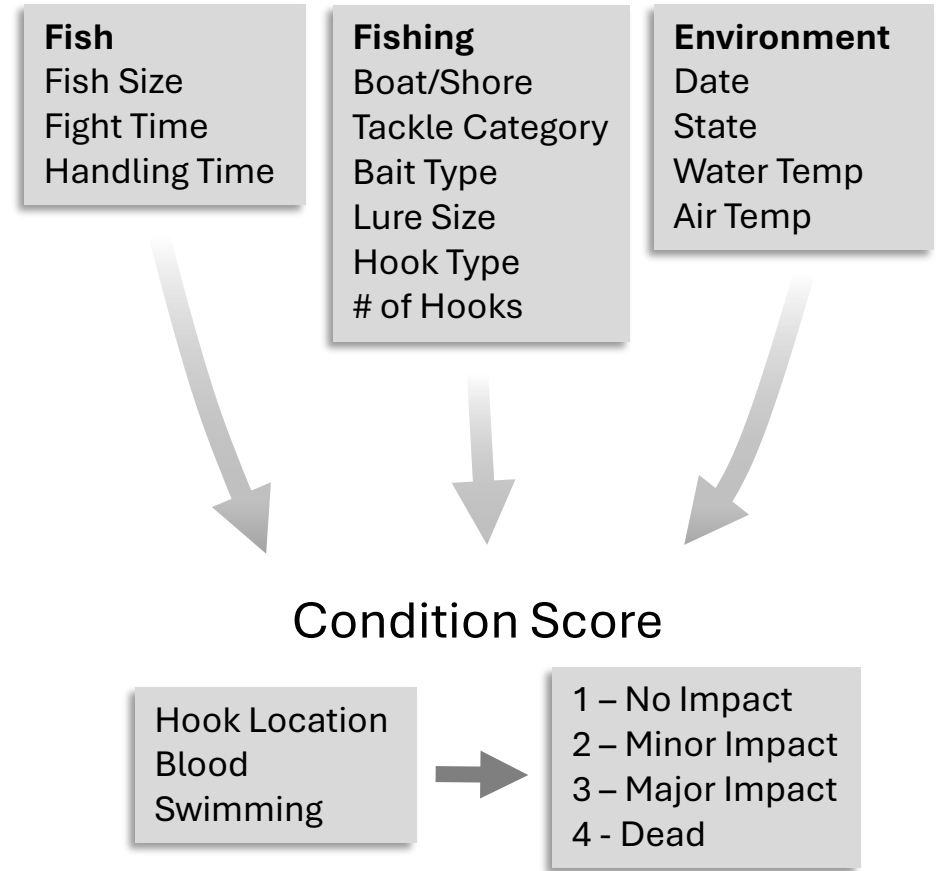 Fish
Fish Size
Fight Time
Handling Time
Fishing
Boat/Shore
Tackle Category
Bait Type
Lure Size
Hook Type
# of Hooks
Environment
Date
State
Water Temp
Air Temp
Condition Score
Hook Location
Blood
Swimming
1 – No Impact
2 – Minor Impact
3 – Major Impact
4 - Dead